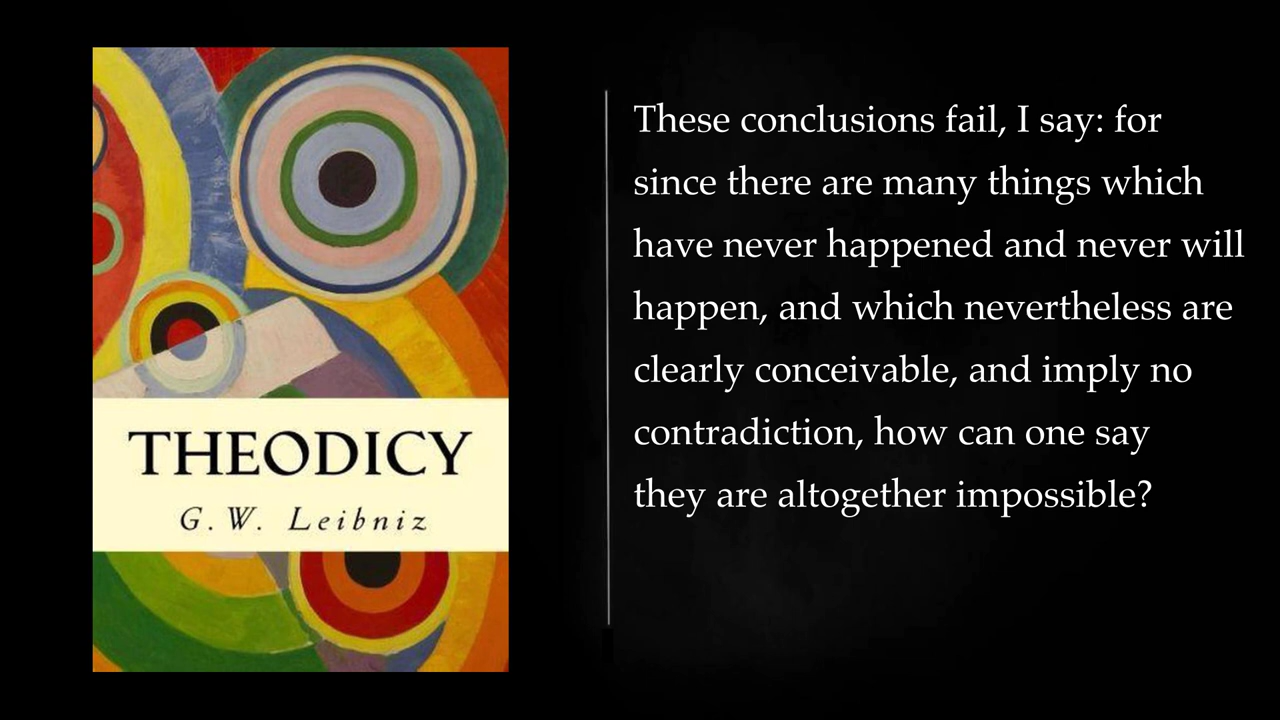 THEODICY
G. W. Leibniz
These conclusions fail, I say: for
since there are many things which
have never happened and never will
happen, and which nevertheless are
clearly conceivable, and imply no
contradiction, how can one say
they are altogether impossible?